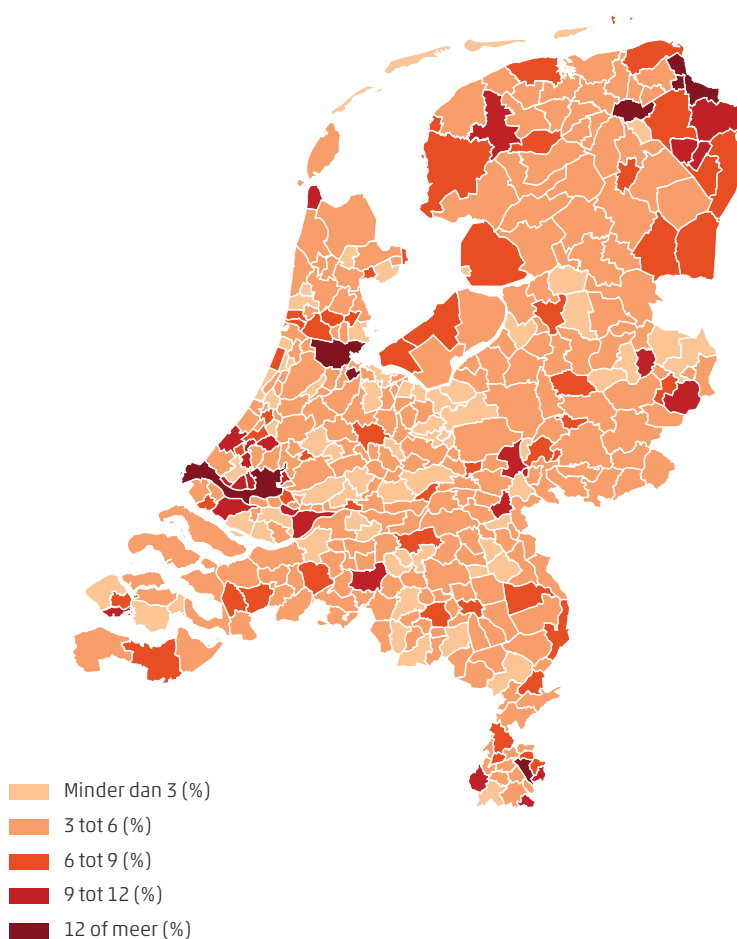 Minder dan 3 (%)
3 tot 6 (%)
6 tot 9 (%)
9 tot 12 (%)
12 of meer (%)